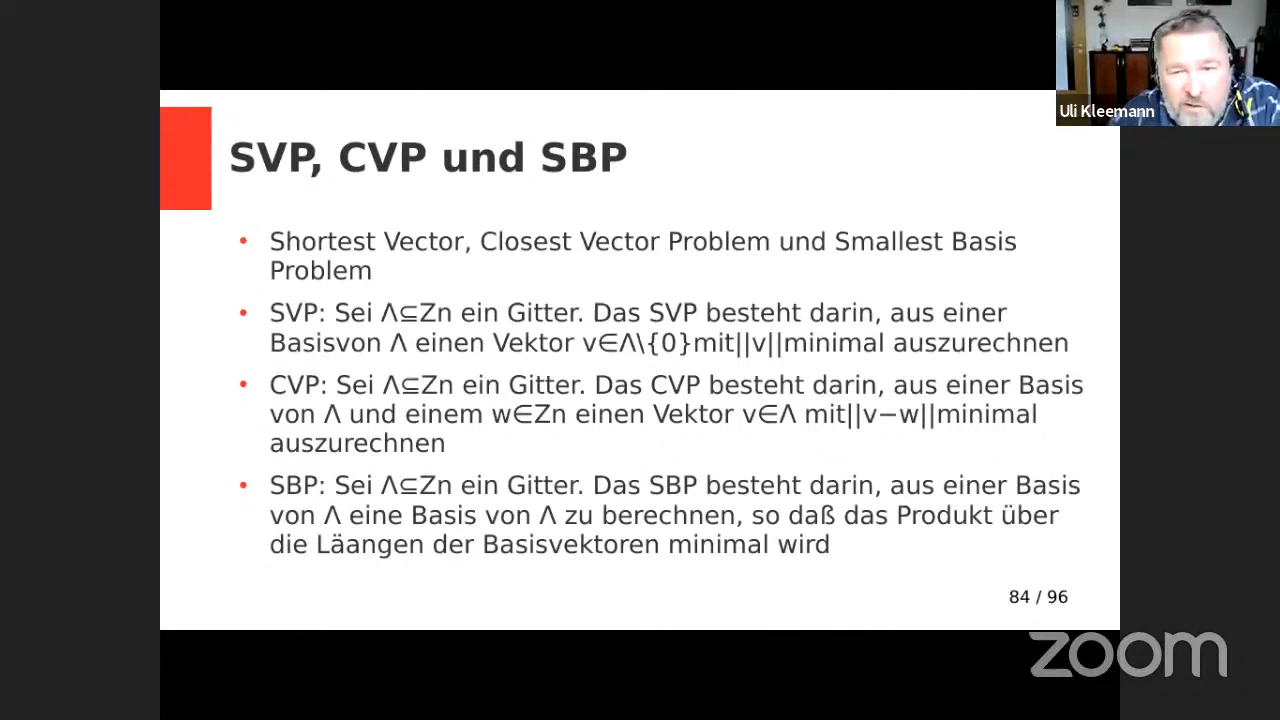 Uli Kleemann
SVP, CVP und SBP
• Shortest Vector, Closest Vector Problem und Smallest Basis
Problem
• SVP: Sei Λ⊆Zn ein Gitter. Das SVP besteht darin, aus einer
Basisvon Λ einen Vektor v∈Λ\{0}mit||v||minimal auszurechnen
• CVP: Sei Λ⊆Zn ein Gitter. Das CVP besteht darin, aus einer Basis
von Λ und einem w∈Zn einen Vektor v∈Λ mit||v−w||minimal
auszurechnen
• SBP: Sei Λ⊆Zn ein Gitter. Das SBP besteht darin, aus einer Basis
von Λ eine Basis von Λ zu berechnen, so daß das Produkt über
die Läangen der Basisvektoren minimal wird
84 / 96
zoom